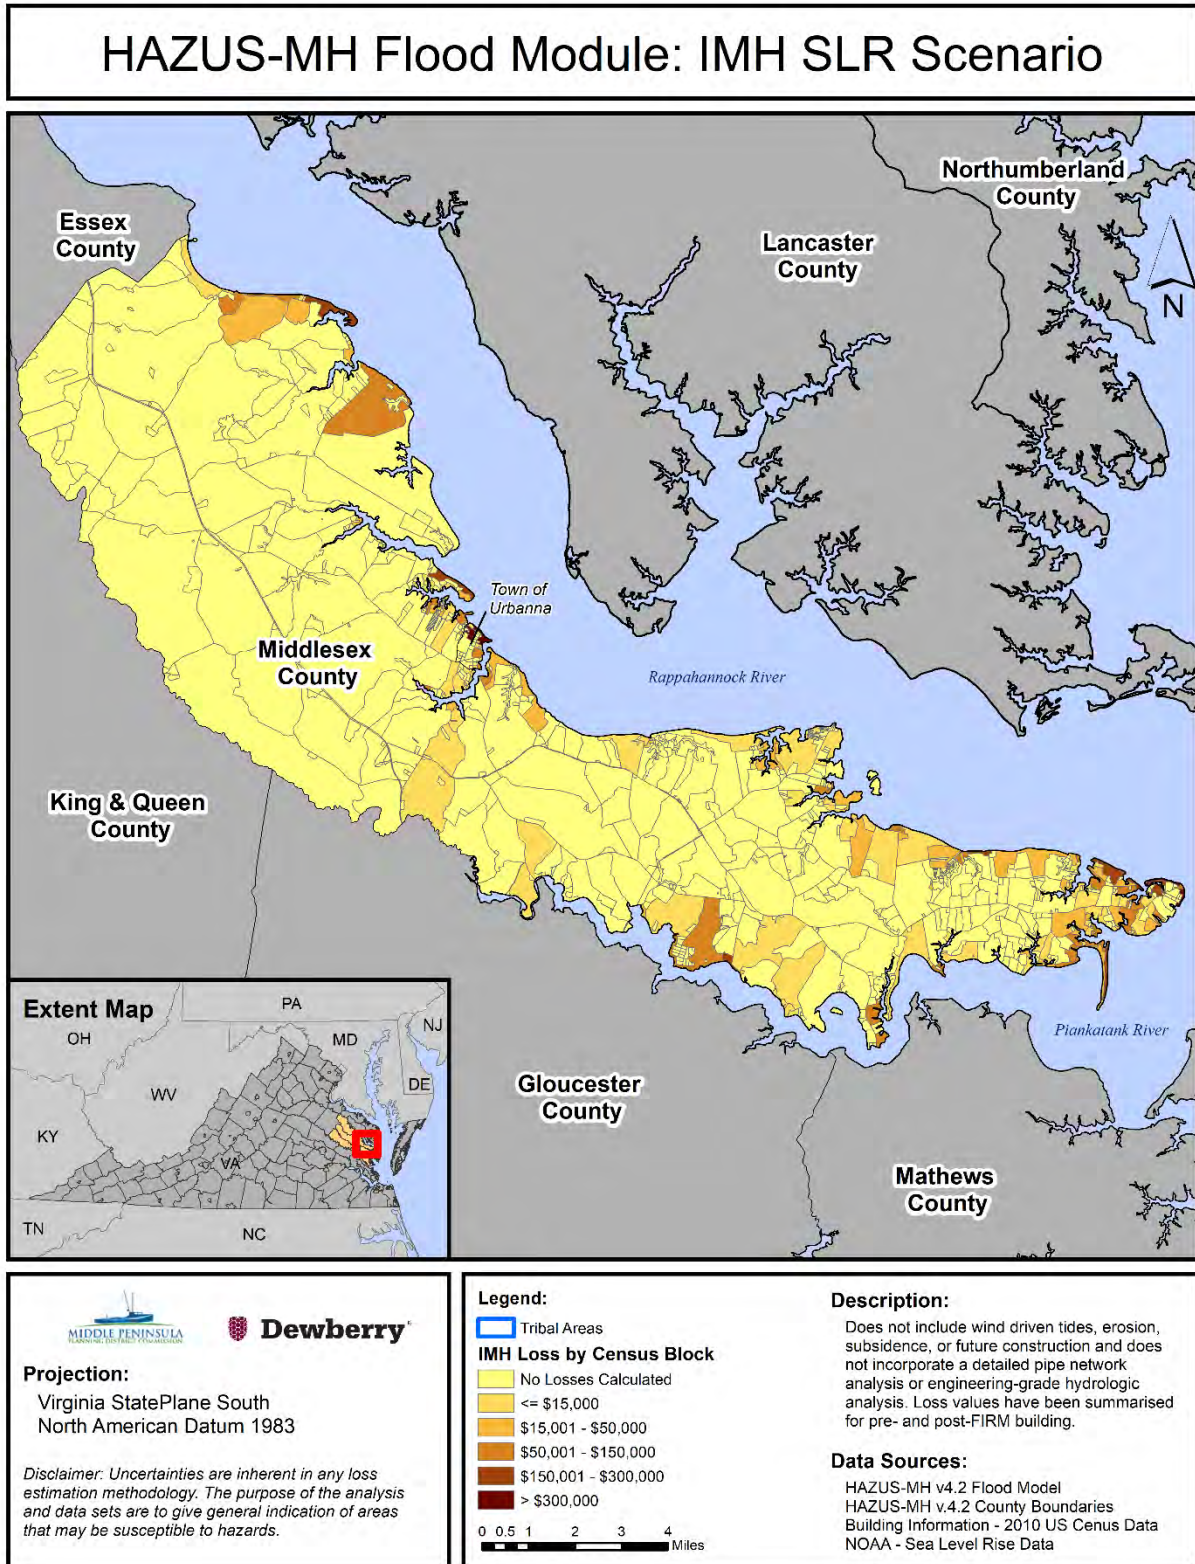 HAZUS-MH Flood Module: IMH SLR Scenario
Northumberland
County
Essex
County
Lancaster
County
N
Town of
Urbanna
Middlesex
County
Rappahannock River
King & Queen
County
Piankatank River
Gloucester
County
Mathews
County
Extent Map
PA
OH
NJ
MD
DE
WV
KY
VA
TN
NC
MIDDLE PENINSULA
PLANNING DISTRICT COMMISSION
Dewberry
Projection:
Virginia StatePlane South
North American Datum 1983
Disclaimer: Uncertainties are inherent in any loss
estimation methodology. The purpose of the analysis
and data sets are to give general indication of areas
that may be susceptible to hazards.
Legend:
Tribal Areas
IMH Loss by Census Block
No Losses Calculated
<= $15,000
$15,001 - $50,000
$50,001 - $150,000
$150,001 - $300,000
> $300,000
0 0.5 1 2 3 4
Miles
Description:
Does not include wind driven tides, erosion,
subsidence, or future construction and does
not incorporate a detailed pipe network
analysis or engineering-grade hydrologic
analysis. Loss values have been summarised
for pre- and post-FIRM building.
Data Sources:
HAZUS-MH v4.2 Flood Model
HAZUS-MH v.4.2 County Boundaries
Building Information - 2010 US Cenus Data
NOAA - Sea Level Rise Data